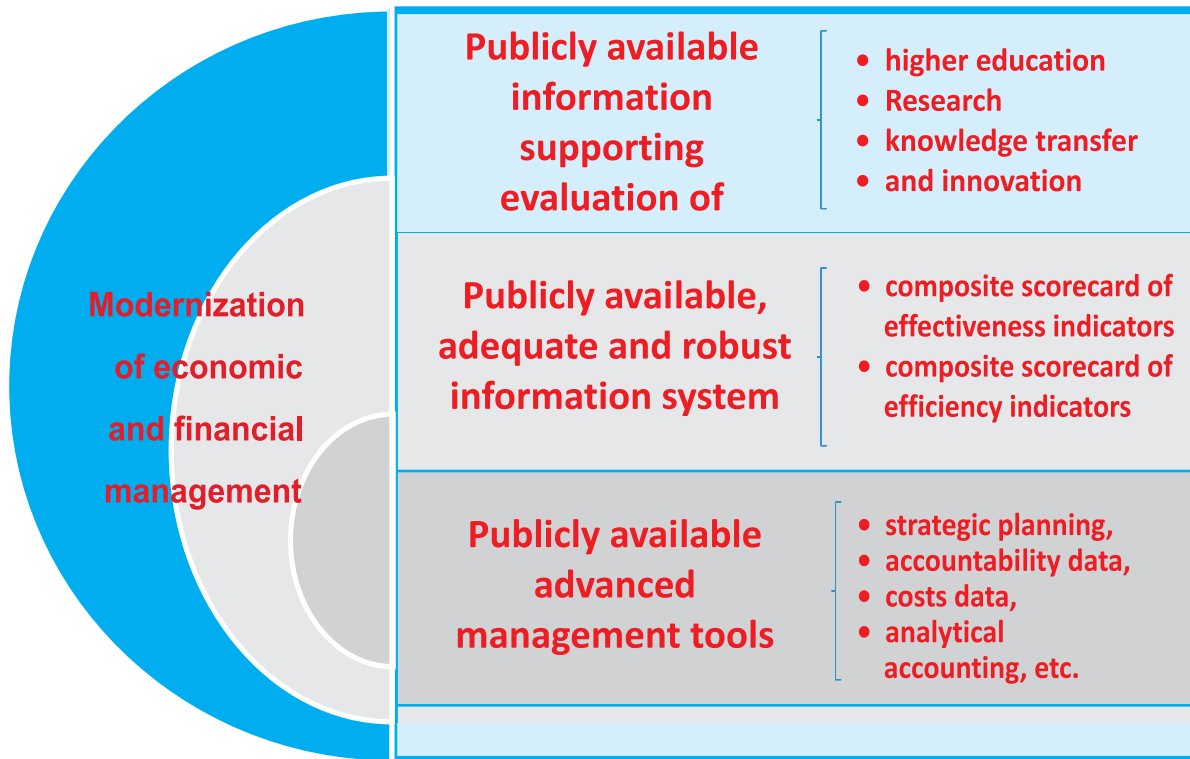 Modernization
of economic
and financial
management
Publicly available
information
supporting
evaluation of
• higher education
• Research
• knowledge transfer
• and innovation
Publicly available,
adequate and robust
information system
• composite scorecard of
effectiveness indicators
• composite scorecard of
efficiency indicators
Publicly available
advanced
management tools
• strategic planning,
• accountability data,
• costs data,
• analytical
accounting, etc.